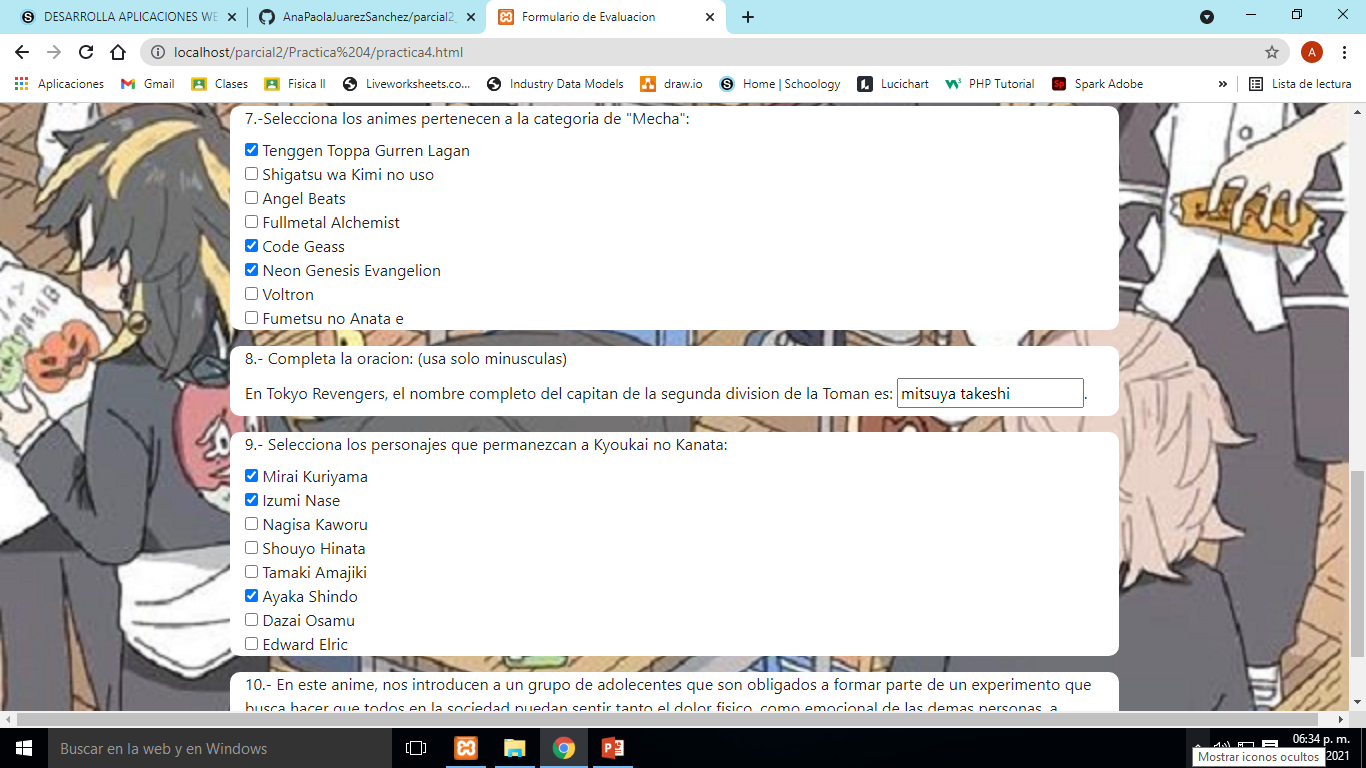 DESARROLLA APLICACIONES WE
AnaPaolaJuarezSanchez/parcial2_
Formulario de Evaluacion
localhost/parcial2/Practica%204/practica4.html
A
Aplicaciones
Gmail
Clases
Fisica II
Liveworksheets.co...
Industry Data Models
draw.io
Home | Schoology
Lucichart
PHP Tutorial
Spark Adobe
»
Lista de lectura
7.-Selecciona los animes pertenecen a la categoria de "Mecha":
Tenggen Toppa Gurren Lagan
Shigatsu wa Kimi no uso
Angel Beats
Fullmetal Alchemist
Code Geass
Neon Genesis Evangelion
Voltron
Fumetsu no Anata e
8.- Completa la oracion: (usa solo minusculas)
En Tokyo Revengers, el nombre completo del capitan de la segunda division de la Toman es: mitsuya takeshi.
9.- Selecciona los personajes que permanezcan a Kyoukai no Kanata:
Mirai Kuriyama
Izumi Nase
Nagisa Kaworu
Shouyo Hinata
Tamaki Amajiki
Ayaka Shindo
Dazai Osamu
Edward Elric
10.- En este anime, nos introducen a un grupo de adolecentes que son obligados a formar parte de un experimento que
busca hacer que todos en la sociedad puedan sentir tanto el dolor fisico, como emocional de las demas personas, a
Buscar en la web y en Windows
06:34 p. m.
Mostrar iconos ocultos
2021